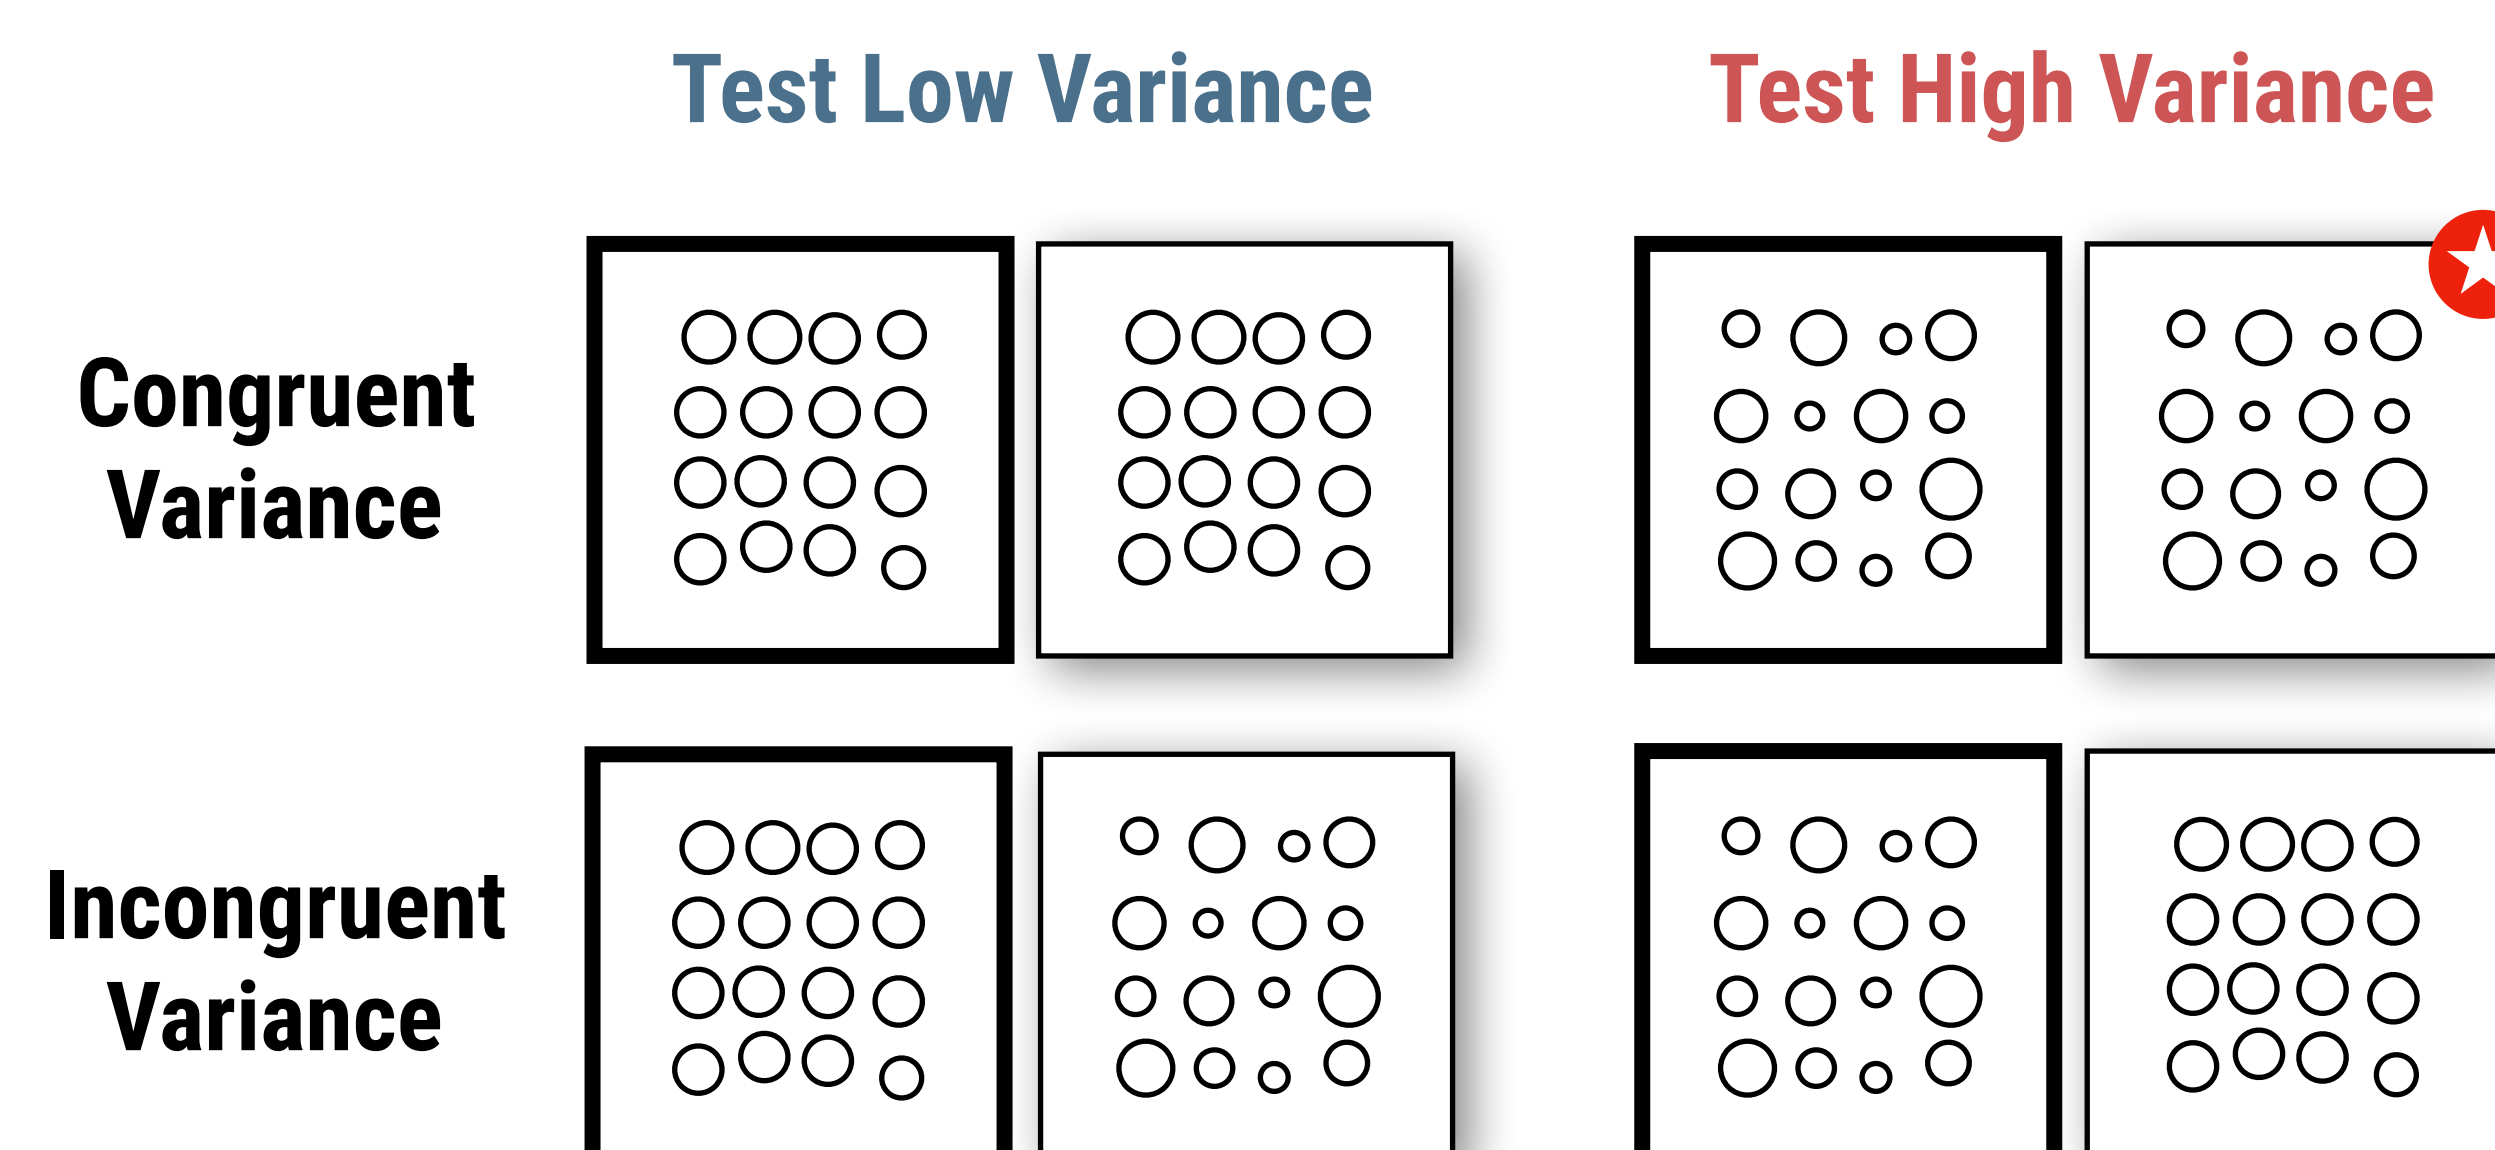 Test Low Variance
Test High Variance
Congruent
Variance
Incongruent
Variance